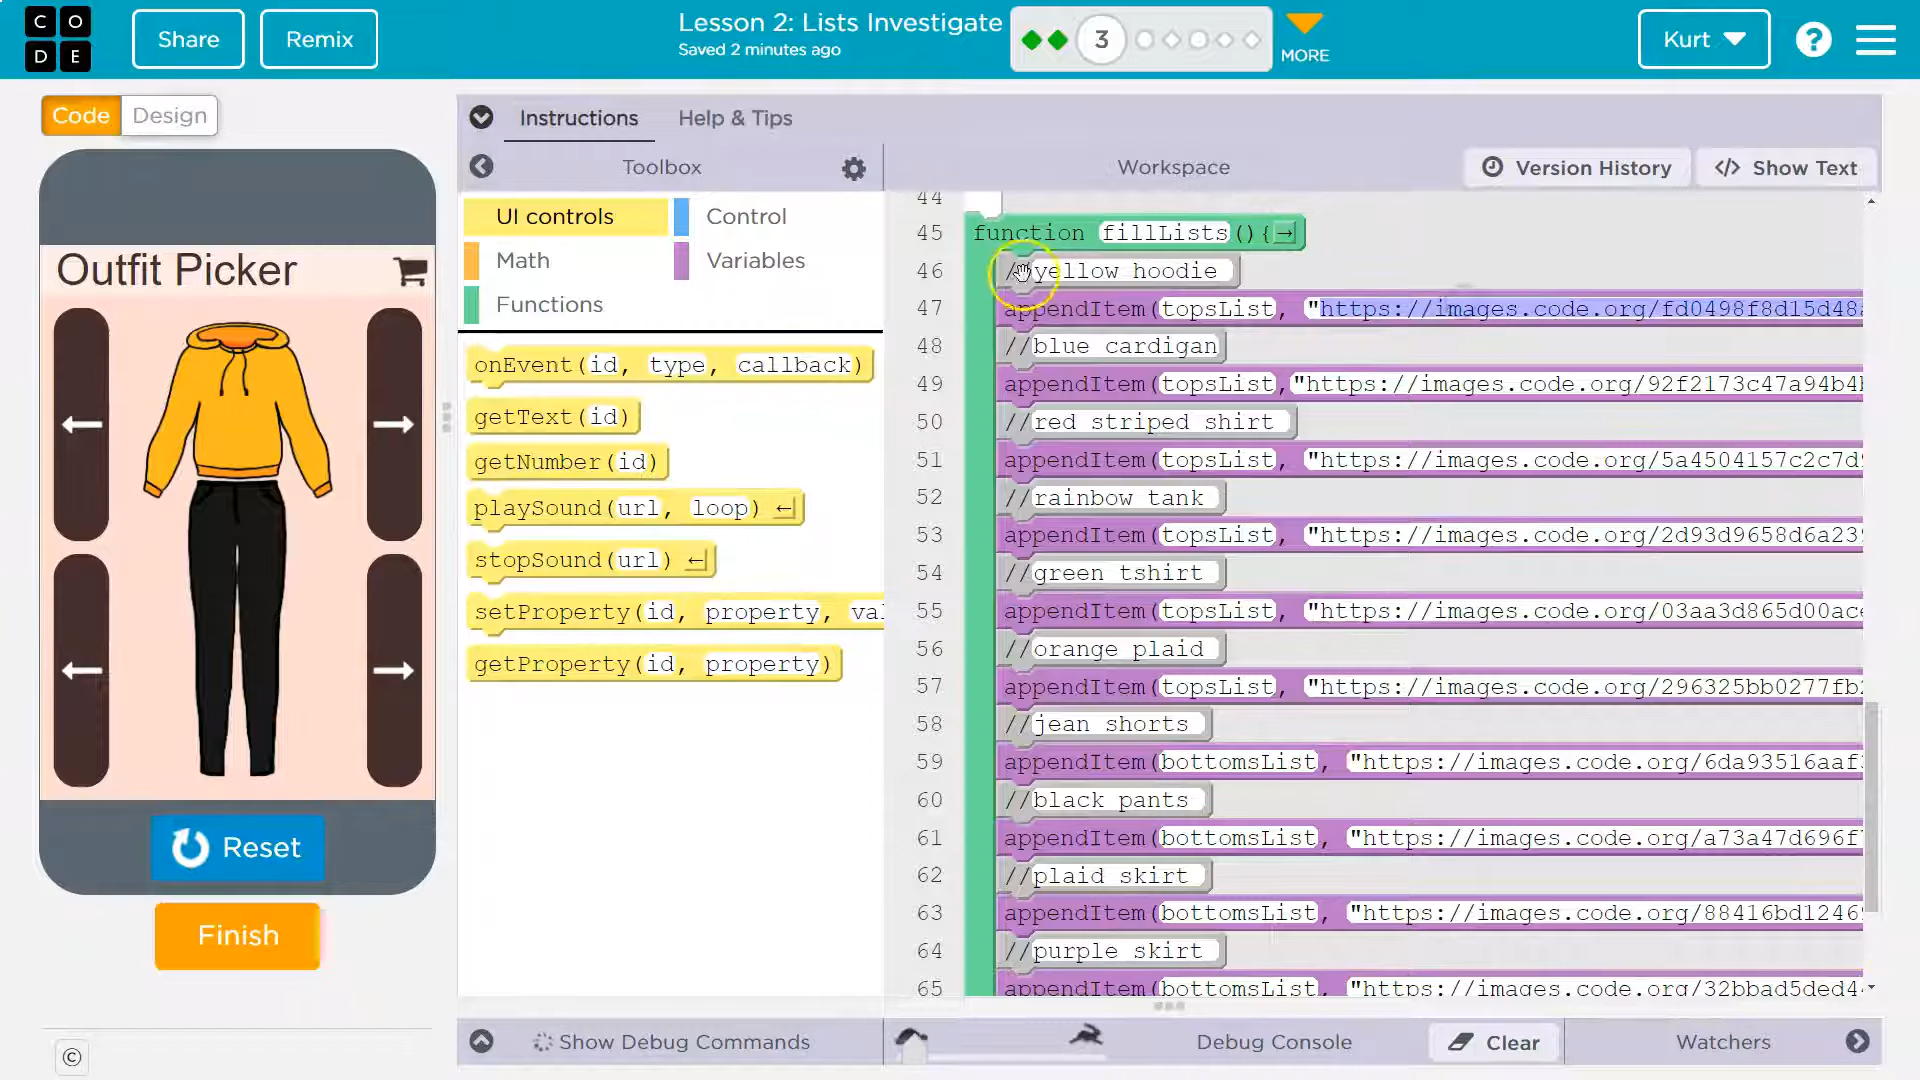 CO
DE
Share
Remix
Lesson 2: Lists Investigate
Saved 2 minutes ago
3
MORE
Kurt
?
Code
Design
Instructions
Help & Tips
Toolbox
Workspace
Version History
</> Show Text
UI controls
Control
Math
Variables
Functions
onEvent(id, type, callback)
getText(id)
getNumber(id)
playSound(url, loop)
stopSound(url)
setProperty(id, property,
getProperty(id, property)
Outfit Picker
Reset
Finish
©
44
45 function fillLists(){
46 //yellow hoodie
47 appendItem(topsList, "https://images.code.org/fd0498f8d15d48
48 //blue cardigan
49 appendItem(topsList,"https://images.code.org/92f2173c47a94b4
50 //red striped shirt
51 appendItem(topsList, "https://images.code.org/5a4504157c2c7d
52 //rainbow tank
53 appendItem(topsList, "https://images.code.org/2d93d9658d6a23
54 //green tshirt
55 appendItem(topsList, "https://images.code.org/03aa3d865d00ac
56 //orange plaid
57 appendItem(topsList, "https://images.code.org/296325bb0277fb
58 //jean shorts
59 appendItem(bottomsList, "https://images.code.org/6da93516aaf
60 //black pants
61 appendItem(bottomsList, "https://images.code.org/a73a47d696f
62 //plaid skirt
63 appendItem(bottomsList, "https://images.code.org/88416bd1246
64 //purple skirt
65 appendItem(bottomsList, "https://images.code.org/32bbad5ded4
Show Debug Commands
Debug Console
Clear
Watchers